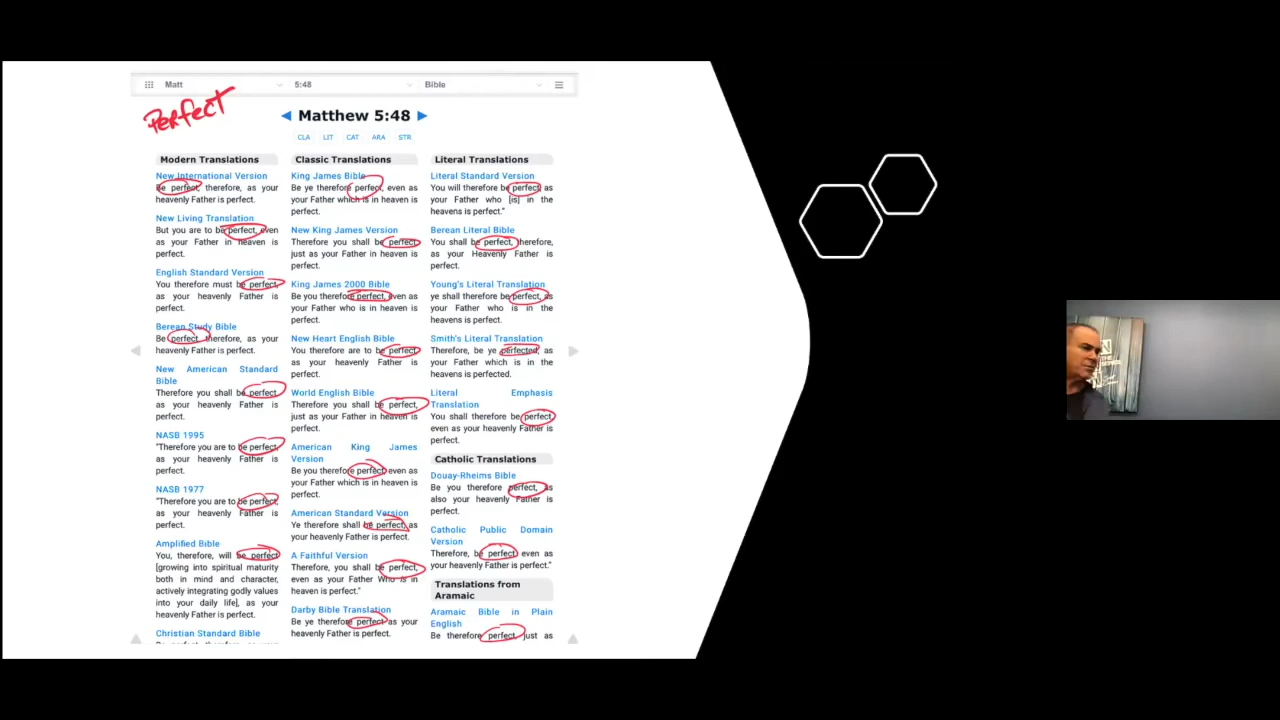 Matt 5:48 Bible
Perfect
Matthew 5:48
CLA LIT CAT ARA STR
Modern Translations
New International Version
Be perfect, therefore, as your
heavenly Father is perfect.
New Living Translation
But you are to be perfect, even
as your Father in heaven is
perfect.
English Standard Version
You therefore must be perfect,
as your heavenly Father is
perfect.
Berean Study Bible
Be perfect, therefore, as your
heavenly Father is perfect.
New American Standard
Bible
Therefore you shall be perfect,
as your heavenly Father is
perfect.
NASB 1995
"Therefore you are to be perfect,
as your heavenly Father is
perfect.
NASB 1977
"Therefore you are to be perfect,
as your heavenly Father is
perfect.
Amplified Bible
You, therefore, will be perfect
[growing into spiritual maturity
both in mind and character,
actively integrating godly values
into your daily life], as your
heavenly Father is perfect.
Christian Standard Bible
Classic Translations
King James Bible
Be ye therefore perfect, even as
your Father which is in heaven is
perfect.
New King James Version
Therefore you shall be perfect,
just as your Father in heaven is
perfect.
King James 2000 Bible
Be you therefore perfect, even as
your Father who is in heaven is
perfect.
New Heart English Bible
You therefore are to be perfect,
as your heavenly Father is
perfect.
World English Bible
Therefore you shall be perfect,
just as your Father in heaven is
perfect.
American King James
Version
Be you therefore perfect, even as
your Father which is in heaven is
perfect.
American Standard Version
Ye therefore shall be perfect, as
your heavenly Father is perfect.
A Faithful Version
Therefore, you shall be perfect,
even as your Father Who is in
heaven is perfect."
Darby Bible Translation
Be ye therefore perfect as your
heavenly Father is perfect.
Literal Translations
Literal Standard Version
You will therefore be perfect, as
your Father who [is] in the
heavens is perfect."
Berean Literal Bible
You shall be perfect, therefore,
as your Heavenly Father is
perfect.
Young's Literal Translation
ye shall therefore be perfect, as
your Father who is in the
heavens is perfect.
Smith's Literal Translation
Therefore, be ye perfected, as
your Father which is in the
heavens is perfected.
Literal Emphasis
Translation
You shall therefore be perfect
even as your heavenly Father is
perfect.
Catholic Translations
Douay-Rheims Bible
Be you therefore perfect, as
also your heavenly Father is
perfect.
Catholic Public Domain
Version
Therefore, be perfect, even as
your heavenly Father is perfect."
Translations from
Aramaic
Aramaic Bible in Plain
English
Be therefore perfect, just as